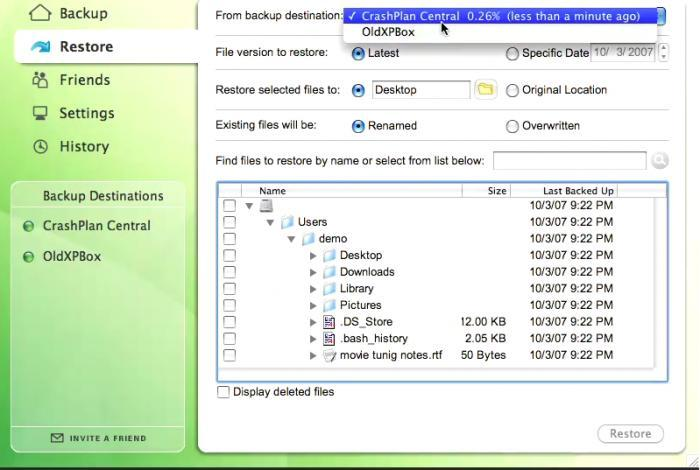 Backup
Restore
Friends
Settings
History
Backup Destinations
CrashPlan Central
OldXPBox
INVITE A FRIEND
From backup destination: ✓ CrashPlan Central 0.26% (less than a minute ago)
OldXPBox
File version to restore: Latest Specific Date 10/ 3/2007
Restore selected files to: Desktop Original Location
Existing files will be: Renamed Overwritten
Find files to restore by name or select from list below:
Name Size Last Backed Up
10/3/07 9:22 PM
Users 10/3/07 9:22 PM
demo 10/3/07 9:22 PM
Desktop 10/3/07 9:22 PM
Downloads 10/3/07 9:22 PM
Library 10/3/07 9:22 PM
Pictures 10/3/07 9:22 PM
.DS_Store 12.00 KB 10/3/07 9:22 PM
.bash_history 2.05 KB 10/3/07 9:22 PM
movie tunig notes.rtf 50 Bytes 10/3/07 9:22 PM
Display deleted files
Restore